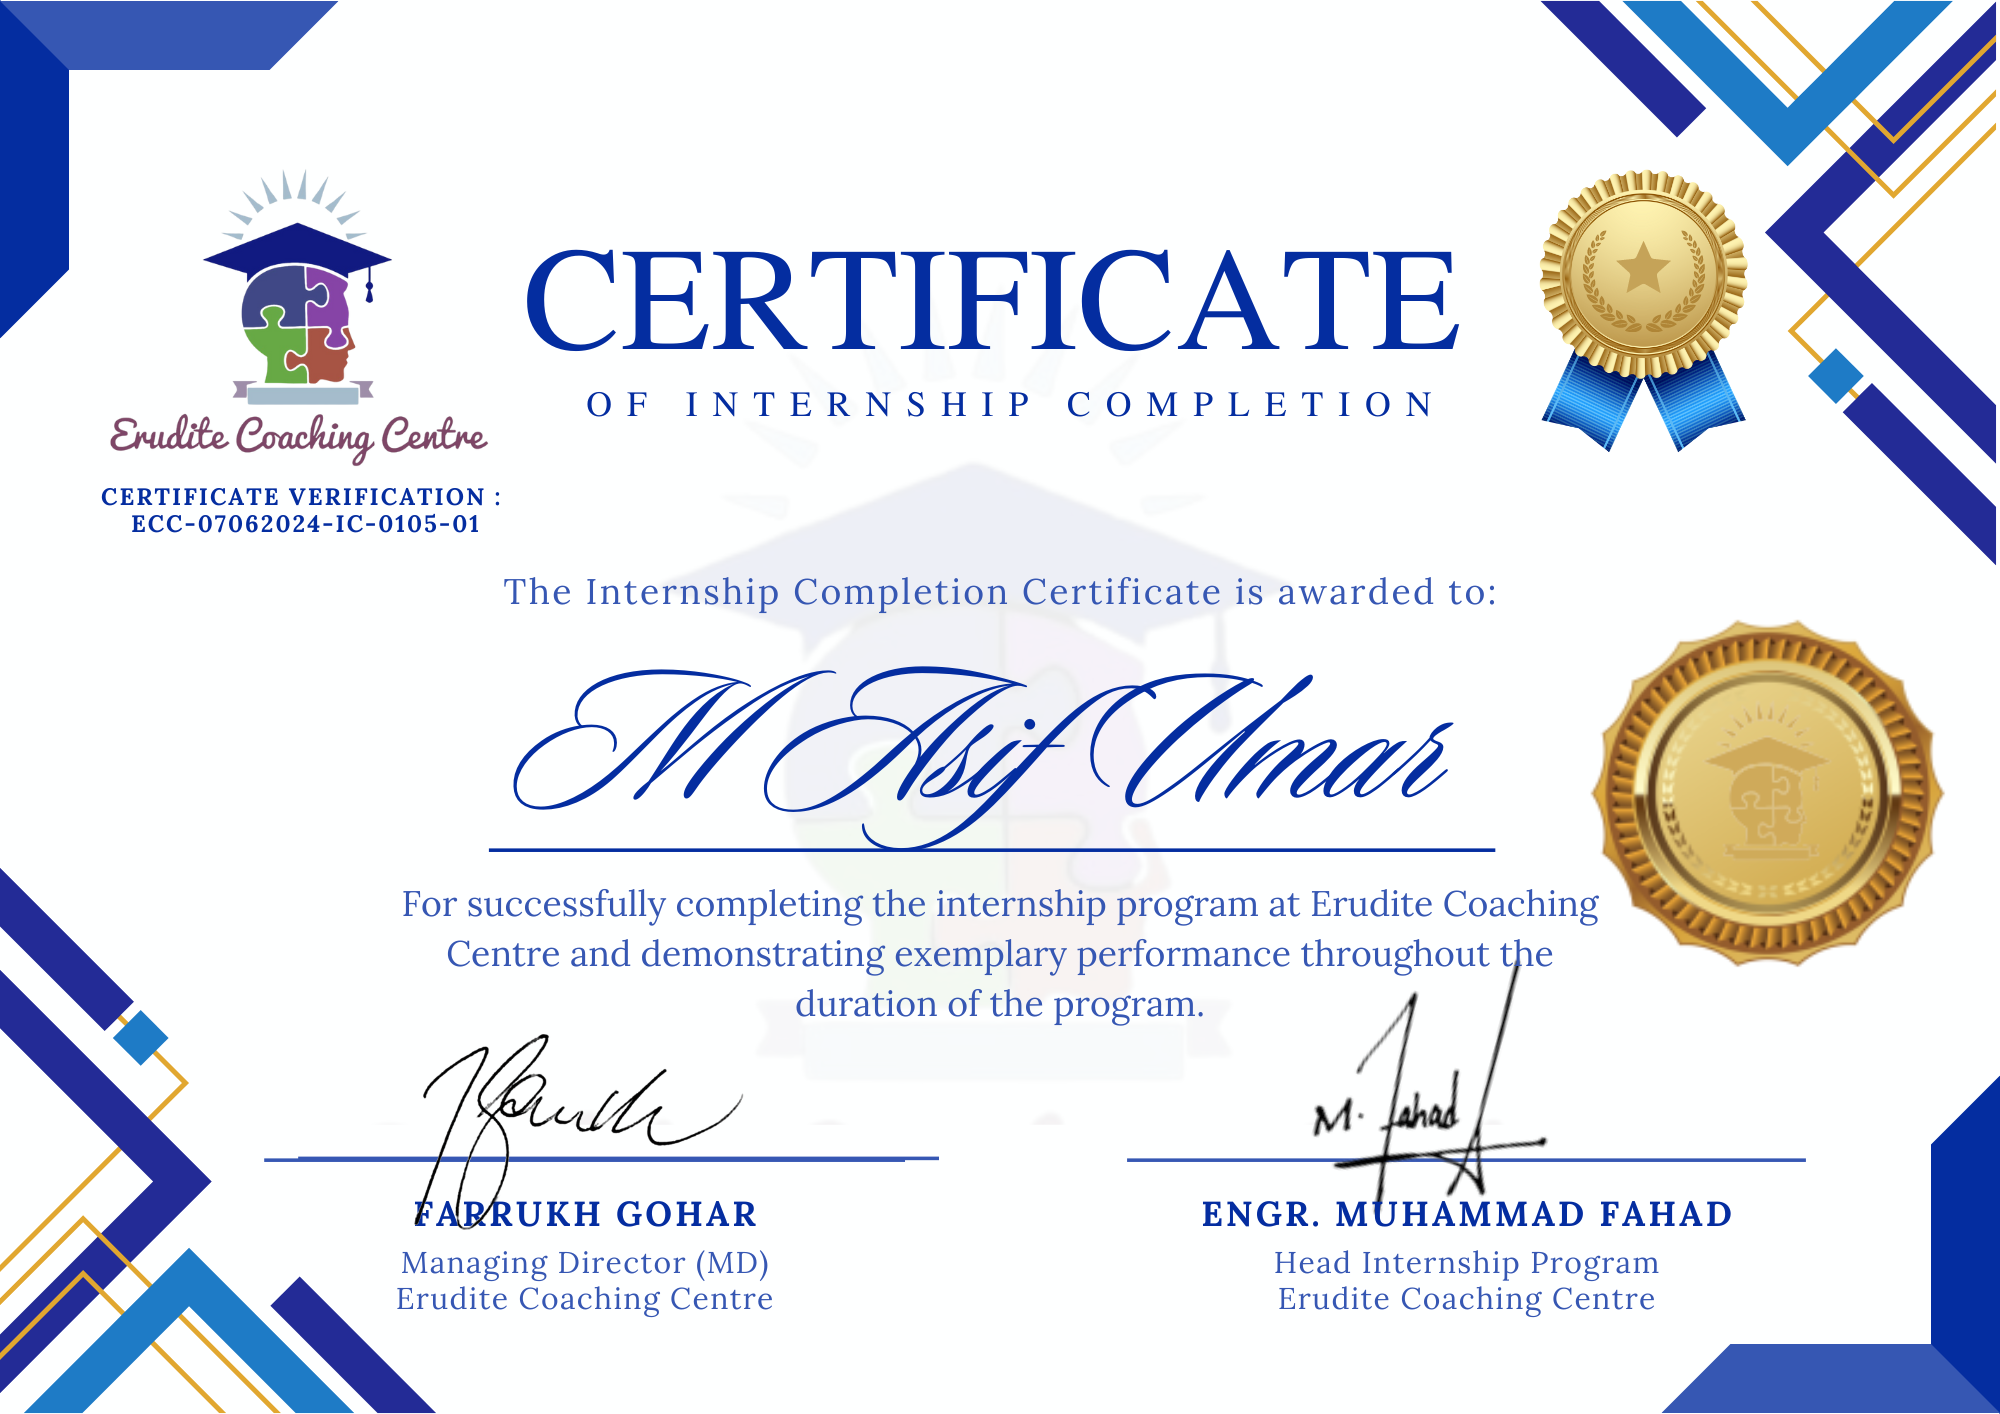 Erudite Coaching Centre
CERTIFICATE VERIFICATION :
ECC-07062024-IC-0105-01
CERTIFICATE
OF INTERNSHIP COMPLETION
The Internship Completion Certificate is awarded to:
M Asif Umar
For successfully completing the internship program at Erudite Coaching
Centre and demonstrating exemplary performance throughout the
duration of the program.
Farrukh
M. Fahad
FARRUKH GOHAR
Managing Director (MD)
Erudite Coaching Centre
ENGR. MUHAMMAD FAHAD
Head Internship Program
Erudite Coaching Centre